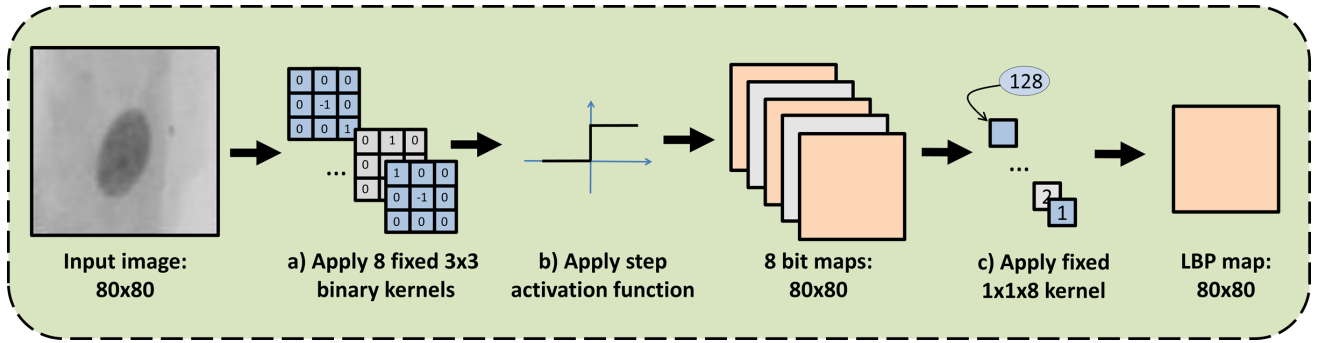 0 0 0
0 -1 0
0 0 1
0 1 0
0
0
...
1 0 0
0 -1 0
0 0 0
128
...
2
1
Input image:
80x80
a) Apply 8 fixed 3x3
binary kernels
b) Apply step
activation function
8 bit maps:
80x80
c) Apply fixed
1x1x8 kernel
LBP map:
80x80